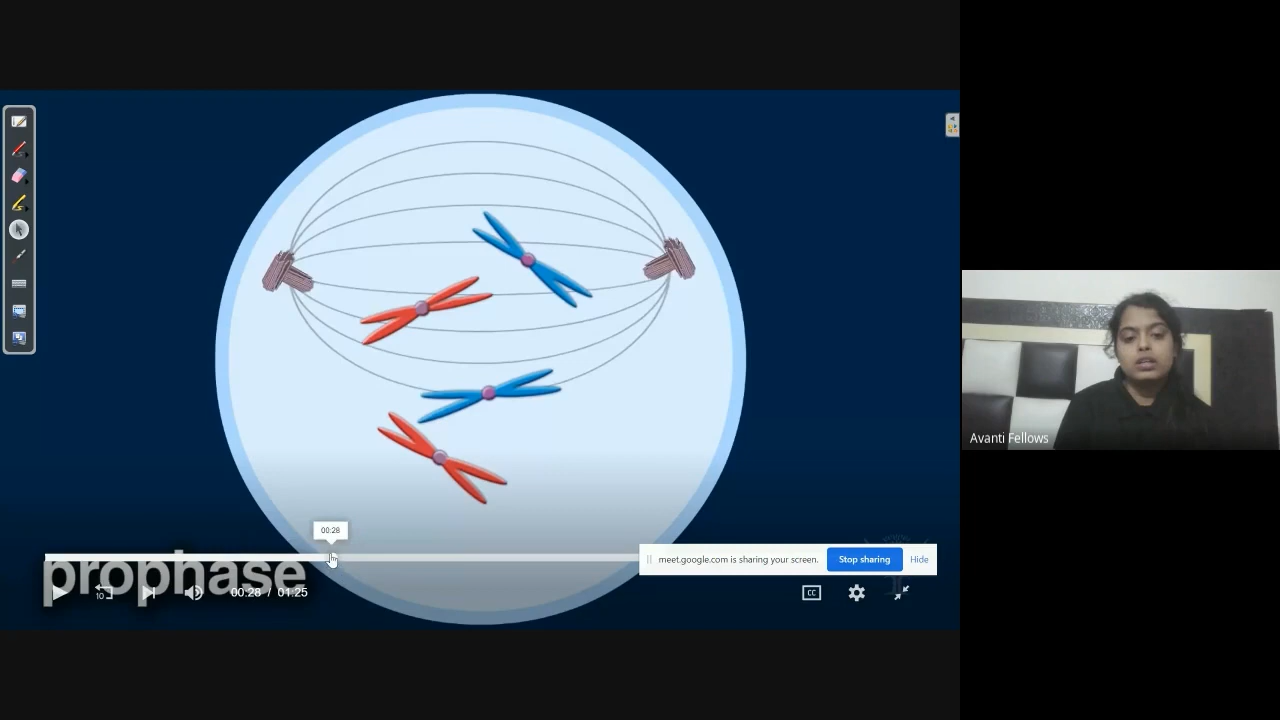 00:28
meet.google.com is sharing your screen.
Stop sharing
Hide
prophase
10
00:28 / 01:25
CC
Avanti Fellows